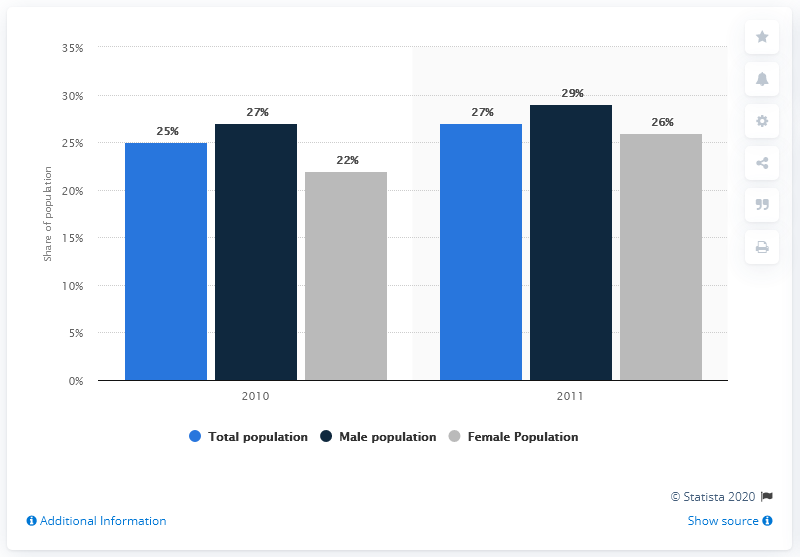 35%
30%
25%
20%
15%
10%
5%
0%
Share of population
25%
27%
22%
27%
29%
26%
2010
2011
Total population
Male population
Female Population
© Statista 2020
Additional Information
Show source